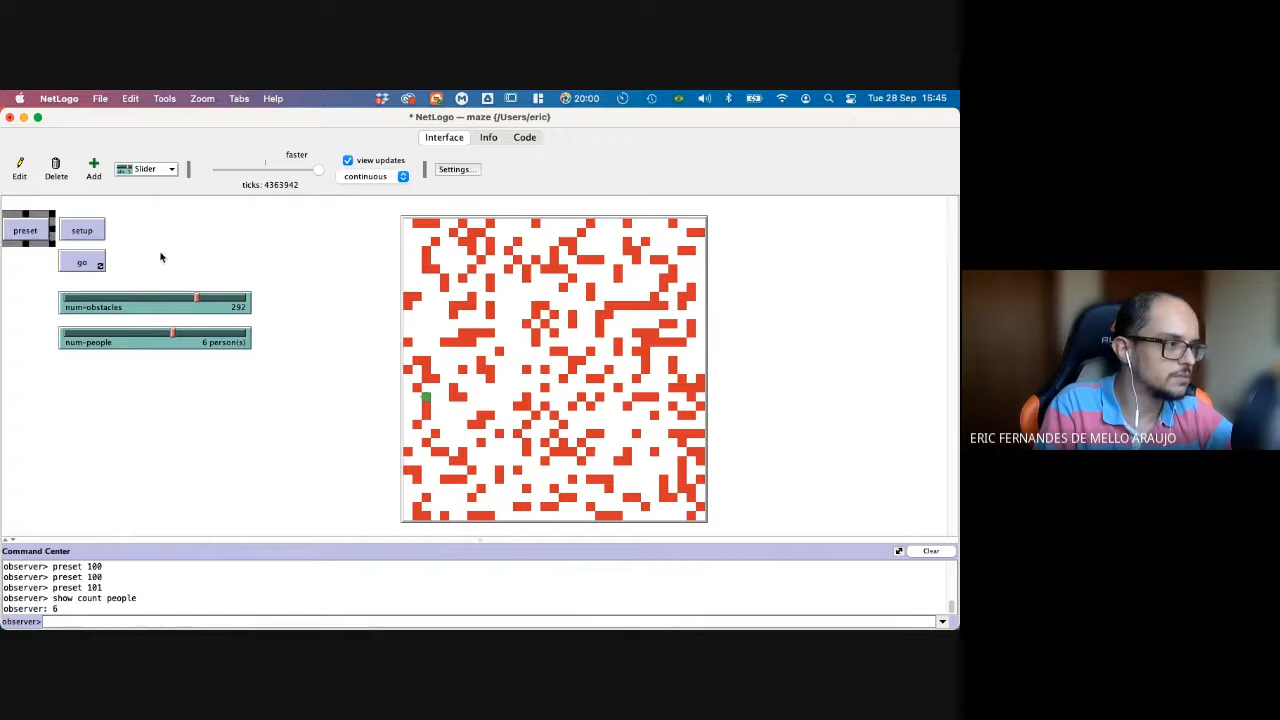 NetLogo File Edit Tools Zoom Tabs Help 20:00 Tue 28 Sep 15:45
* NetLogo — maze {/Users/eric}
Interface Info Code
Edit Delete Add Slider faster view updates continuous Settings...
ticks: 4363942
preset setup
go
num-obstacles 292
num-people 6 person(s)
ERIC FERNANDES DE MELLO ARAUJO
Command Center Clear
observer> preset 100
observer> preset 100
observer> preset 101
observer> show count people
observer: 6
observer>